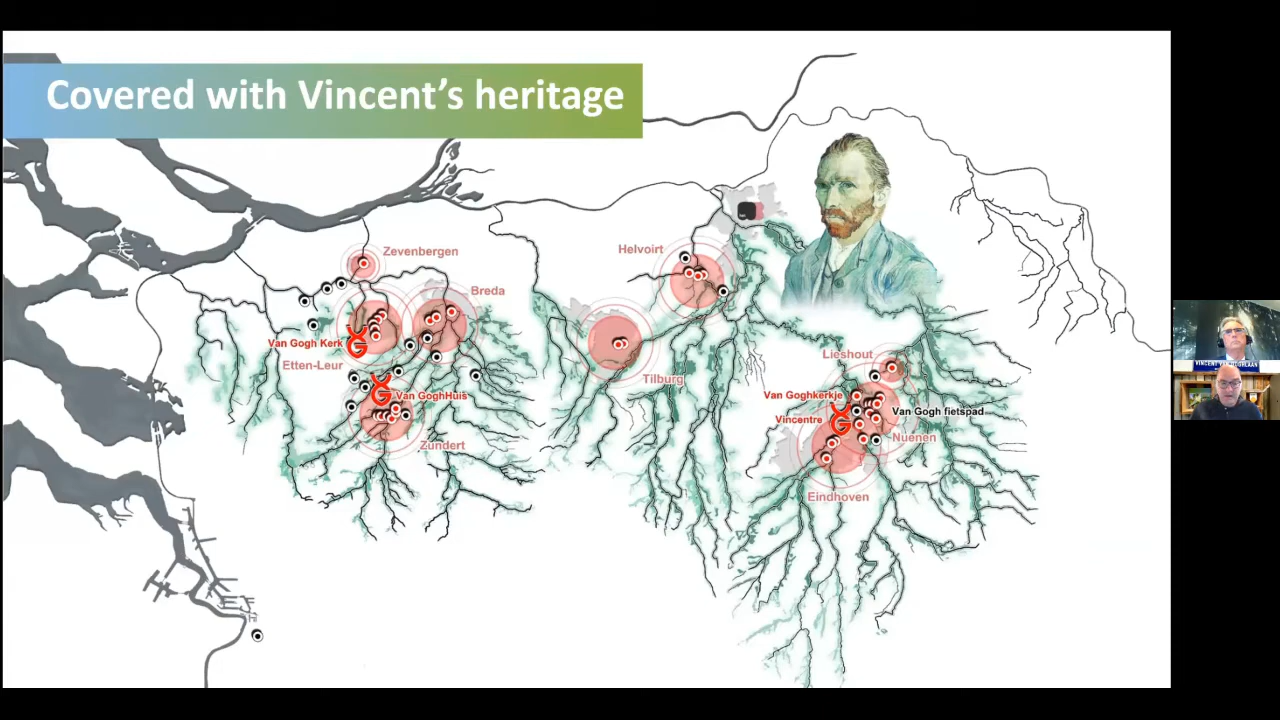 Covered with Vincent's heritage
Zevenbergen
Helvoirt
Breda
Van Gogh Kerk
Etten-Leur
Lieshout
Tilburg
Van GoghHuis
Van Goghkerkje
Van Gogh fietspad
Vincentre
Nuenen
Zundert
Eindhoven